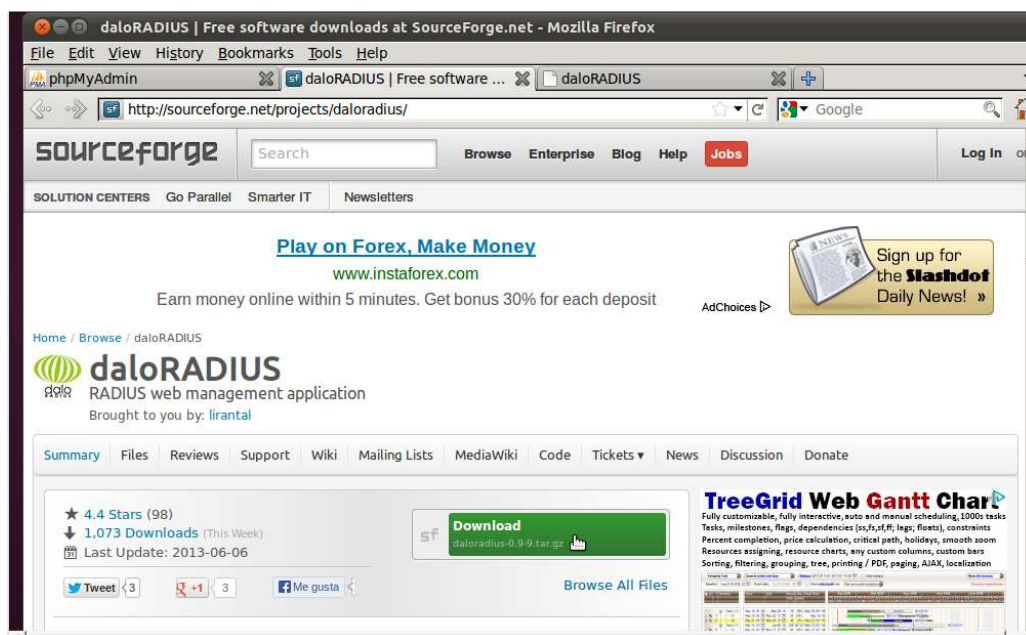 daloRADIUS | Free software downloads at SourceForge.net - Mozilla Firefox
File Edit View History Bookmarks Tools Help
phpMyAdmin
daloRADIUS | Free software ...
daloRADIUS
http://sourceforge.net/projects/daloradius/
Google
sourceforge
Search
Browse Enterprise Blog Help Jobs
Log In
SOLUTION CENTERS Go Parallel Smarter IT Newsletters
Play on Forex, Make Money
www.instaforex.com
Earn money online within 5 minutes. Get bonus 30% for each deposit
AdChoices
NEWS
Sign up for
the Slashdot
Daily News! »
Home / Browse / daloRADIUS
daloRADIUS
dalo
RADIUS web management application
Brought to you by: lirantal
Summary Files Reviews Support Wiki Mailing Lists MediaWiki Code Tickets ▾ News Discussion Donate
4.4 Stars (98)
1,073 Downloads (This Week)
Last Update: 2013-06-06
sf
Download
daloradius-0.9-9.tar.gz
Tweet 3
g +1 3
Me gusta
Browse All Files
TreeGrid Web Gantt Chart
Fully customizable, fully interactive, auto and manual scheduling, 1000s tasks
Tasks, milestones, flags, dependencies (ss,fs,sf,ff; lags; floats), constraints
Percent completion, price calculation, critical path, holidays, smooth zoom
Resources assigning, resource charts, any custom columns, custom bars
Sorting, filtering, grouping, tree, printing / PDF, paging, AJAX, localization